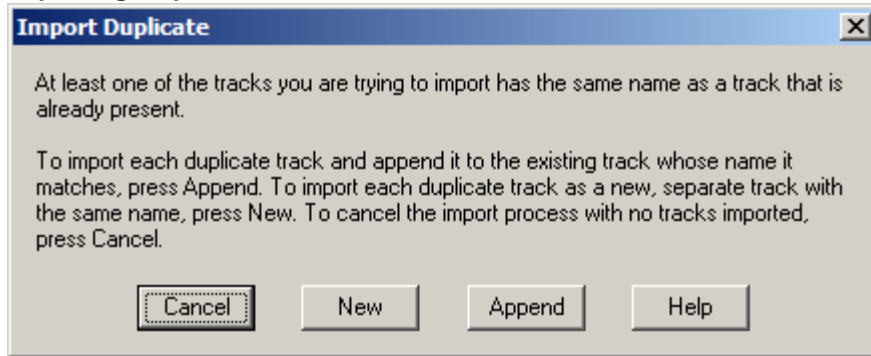 Import Duplicate
At least one of the tracks you are trying to import has the same name as a track that is
already present.
To import each duplicate track and append it to the existing track whose name it
matches, press Append. To import each duplicate track as a new, separate track with
the same name, press New. To cancel the import process with no tracks imported,
press Cancel.
Cancel New Append Help